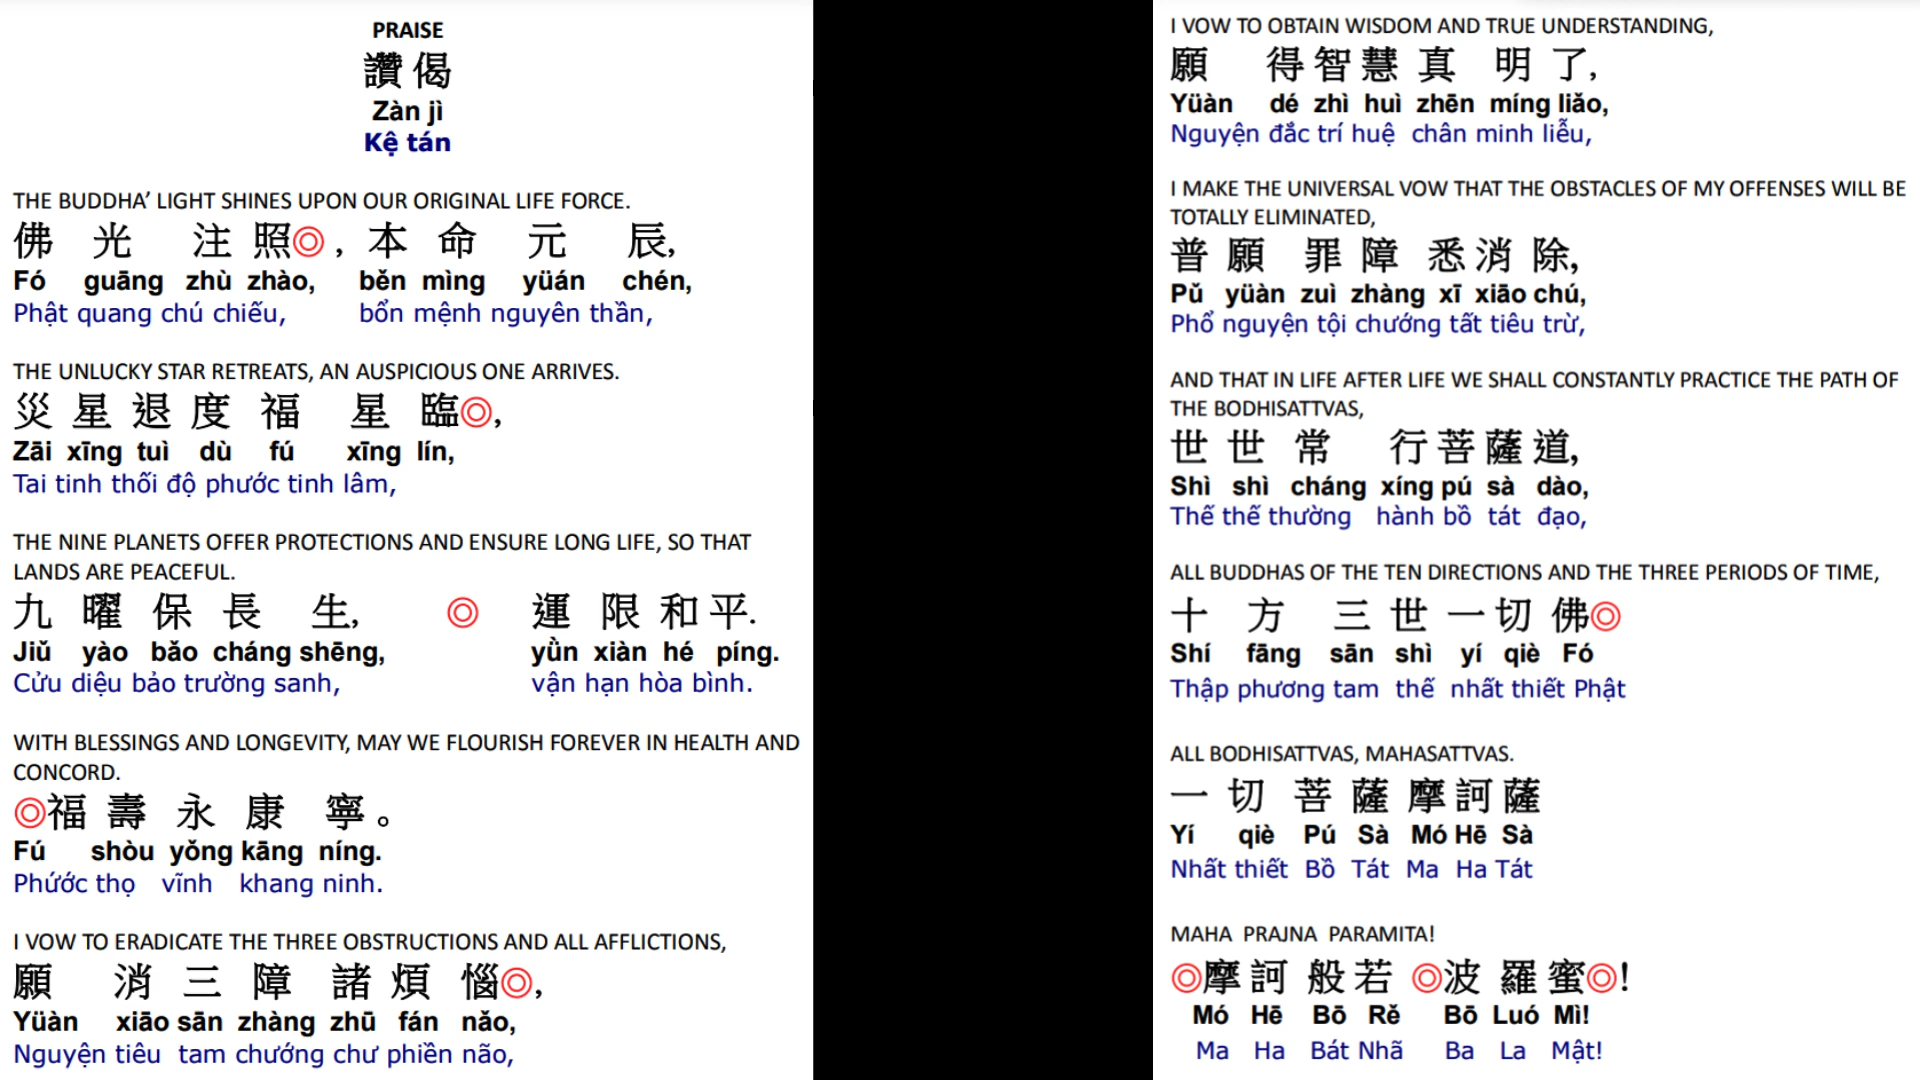 PRAISE
讚偈
Zàn jì
Kệ tán
THE BUDDHA’ LIGHT SHINES UPON OUR ORIGINAL LIFE FORCE.
佛 光 注 照◎, 本 命 元 辰,
Fó guāng zhù zhào, běn mìng yüán chén,
Phật quang chú chiếu, bổn mệnh nguyên thần,
THE UNLUCKY STAR RETREATS, AN AUSPICIOUS ONE ARRIVES.
災 星 退 度 福 星 臨◎,
Zāi xīng tuì dù fú xīng lín,
Tai tinh thối độ phước tinh lâm,
THE NINE PLANETS OFFER PROTECTIONS AND ENSURE LONG LIFE, SO THAT
LANDS ARE PEACEFUL.
九 曜 保 長 生, ◎ 運 限 和 平.
Jiǔ yào bǎo cháng shēng, yǜn xiàn hé píng.
Cửu diệu bảo trường sanh, vận hạn hòa bình.
WITH BLESSINGS AND LONGEVITY, MAY WE FLOURISH FOREVER IN HEALTH AND
CONCORD.
◎福 壽 永 康 寧。
Fú shòu yǒng kāng níng.
Phứớc thọ vĩnh khang ninh.
I VOW TO ERADICATE THE THREE OBSTRUCTIONS AND ALL AFFLICTIONS,
願 消 三 障 諸 煩 惱◎,
Yüàn xiāo sān zhàng zhū fán nǎo,
Nguyện tiêu tam chướng chư phiền não,
I VOW TO OBTAIN WISDOM AND TRUE UNDERSTANDING,
願 得 智 慧 真 明 了,
Yüàn dé zhì huì zhēn míng liǎo,
Nguyện đắc trí huệ chân minh liễu,
I MAKE THE UNIVERSAL VOW THAT THE OBSTACLES OF MY OFFENSES WILL BE
TOTALLY ELIMINATED,
普 願 罪 障 悉 消 除,
Pǔ yüàn zuì zhàng xī xiāo chú,
Phổ nguyện tội chướng tất tiêu trừ,
AND THAT IN LIFE AFTER LIFE WE SHALL CONSTANTLY PRACTICE THE PATH OF
THE BODHISATTVAS,
世 世 常 行 菩 薩 道,
Shì shì cháng xíng pú sà dào,
Thế thế thường hành bồ tát đạo,
ALL BUDDHAS OF THE TEN DIRECTIONS AND THE THREE PERIODS OF TIME,
十 方 三 世 一 切 佛◎
Shí fāng sān shì yí qiè Fó
Thập phương tam thế nhất thiết Phật
ALL BODHISATTVAS, MAHASATTVAS.
一 切 菩 薩 摩 訶 薩
Yí qiè Pú Sà Mó Hē Sà
Nhất thiết Bồ Tát Ma Ha Tát
MAHA PRAJNA PARAMITA!
◎摩 訶 般 若 ◎波 羅 蜜◎!
Mó Hē Bō Rě Bō Luó Mì!
Ma Ha Bát Nhã Ba La Mật!